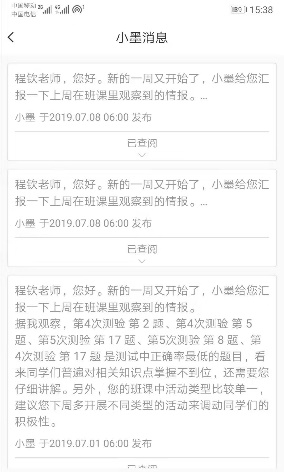 中国移动
中国电信
89 15:38
小墨消息
程钦老师，您好。新的一周又开始了，小墨给您汇
报一下上周在班课里观察到的情报。...
小墨 于2019.07.08 06:00 发布
已查阅
程钦老师，您好。新的一周又开始了，小墨给您汇
报一下上周在班课里观察到的情报。...
小墨 于2019.07.08 06:00 发布
已查阅
程钦老师，您好。新的一周又开始了，小墨给您汇
报一下上周在班课里观察到的情报。
据我观察，第4次测验 第 2 题、第4次测验 第 5
题、第5次测验 第 17 题、第5次测验 第 8 题、第
4次测验 第 17 题 是测试中正确率最低的题目，看
来同学们普遍对相关知识点掌握不到位，还需要您
仔细讲解。另外，您的班课中活动类型比较单一，
建议您下周多开展不同类型的活动来调动同学们的
积极性。
小墨 于2019.07.01 06:00 发布
已查阅